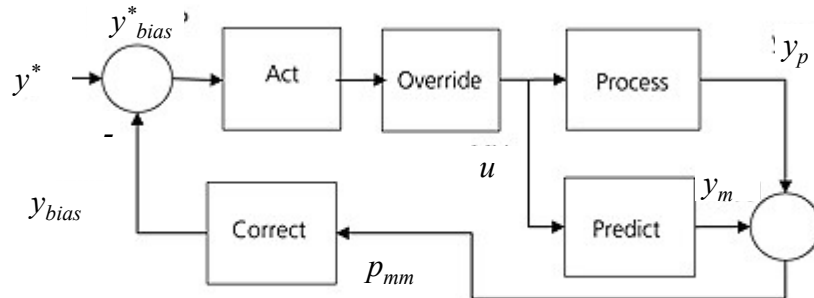 y*bias
y*
Act
Override
Process
yp
-
u
ybias
Correct
pmm
Predict
ym